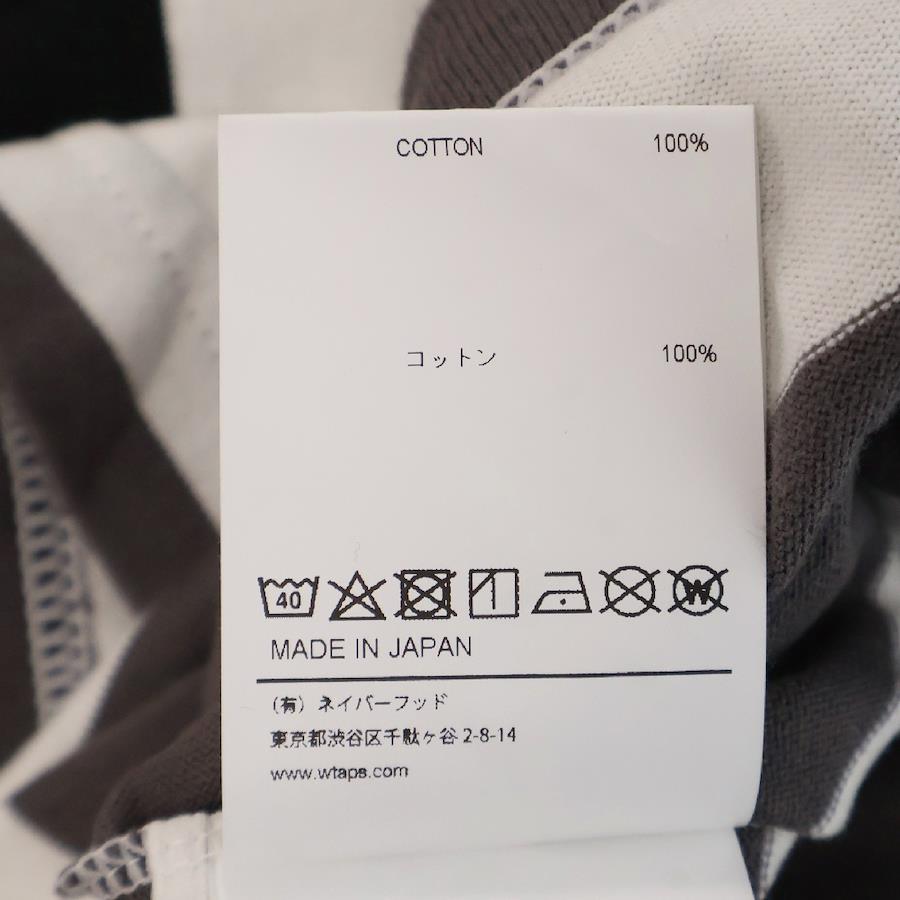 COTTON 100%
コットン 100%
40 W
MADE IN JAPAN
(有) ネイバーフッド
東京都渋谷区千駄ヶ谷 2-8-14
www.wtaps.com